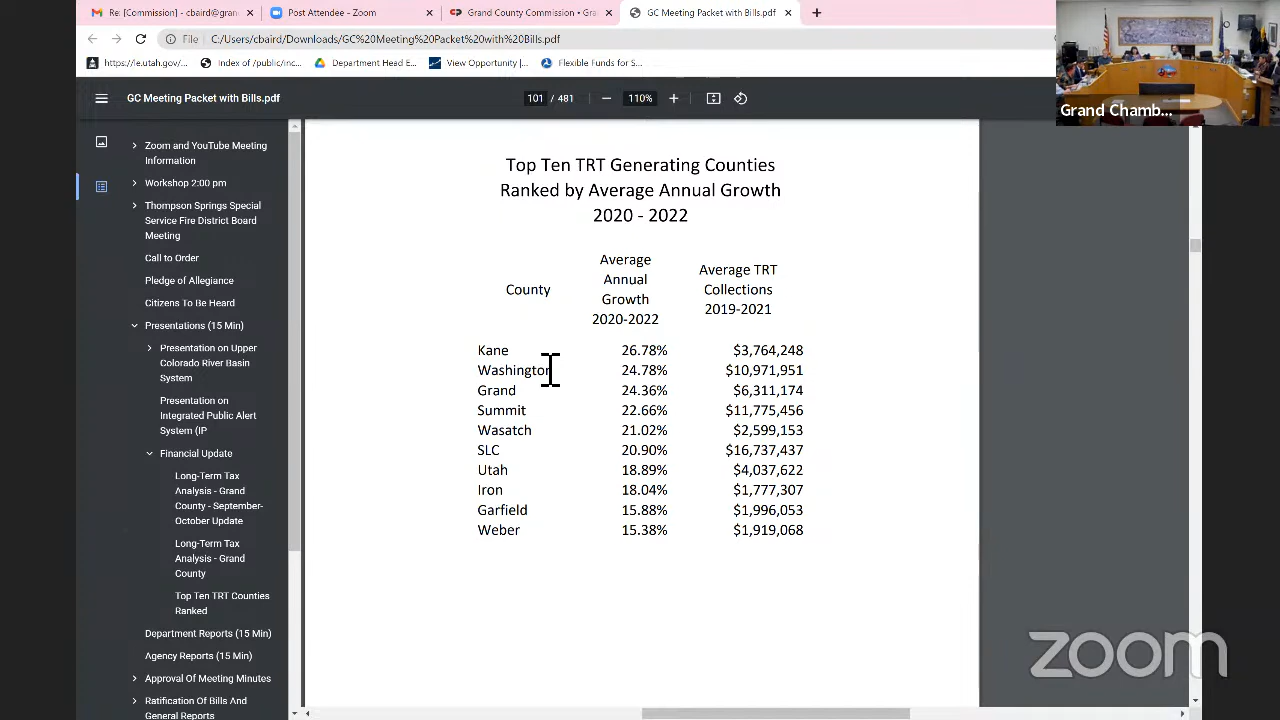 Re: [Commission] - cbaird@gran
Post Attendee - Zoom
Grand County Commission • Gr
GC Meeting Packet with Bills.pdf
File C:/Users/cbaird/Downloads/GC%20Meeting%20Packet%20with%20Bills.pdf
https://le.utah.gov/...
Index of /public/inc...
Department Head E...
View Opportunity |...
Flexible Funds for S...
GC Meeting Packet with Bills.pdf
101 / 481
110%
Grand Chamb...
Zoom and YouTube Meeting
Information
Workshop 2:00 pm
Thompson Springs Special
Service Fire District Board
Meeting
Call to Order
Pledge of Allegiance
Citizens To Be Heard
Presentations (15 Min)
Presentation on Upper
Colorado River Basin
System
Presentation on
Integrated Public Alert
System (IP
Financial Update
Long-Term Tax
Analysis - Grand
County - September-
October Update
Long-Term Tax
Analysis - Grand
County
Top Ten TRT Counties
Ranked
Department Reports (15 Min)
Agency Reports (15 Min)
Approval Of Meeting Minutes
Ratification Of Bills And
General Reports
Top Ten TRT Generating Counties
Ranked by Average Annual Growth
2020 - 2022
County
Average
Annual
Growth
2020-2022
Average TRT
Collections
2019-2021
Kane 26.78% $3,764,248
Washington 24.78% $10,971,951
Grand 24.36% $6,311,174
Summit 22.66% $11,775,456
Wasatch 21.02% $2,599,153
SLC 20.90% $16,737,437
Utah 18.89% $4,037,622
Iron 18.04% $1,777,307
Garfield 15.88% $1,996,053
Weber 15.38% $1,919,068
zoom